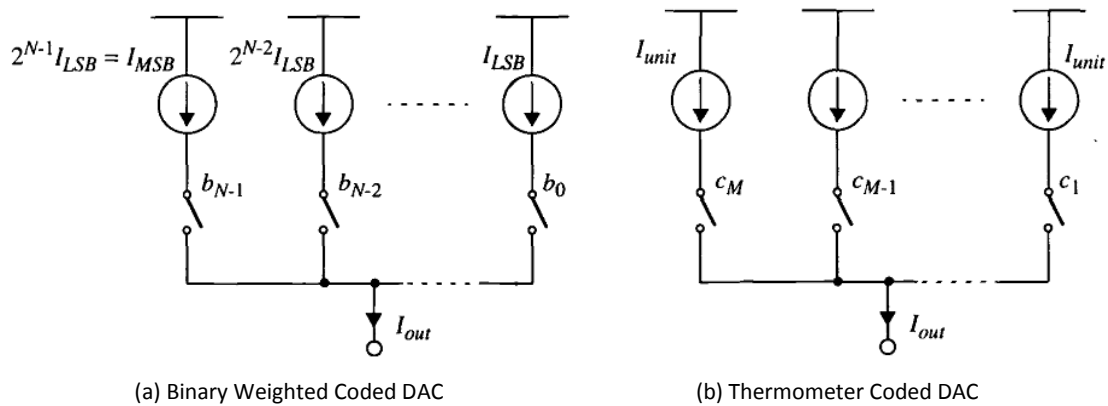 2^{N-1}I_{LSB} = I_{MSB} 2^{N-2}I_{LSB} I_{LSB}
b_{N-1} b_{N-2} b_0
I_{out}
(a) Binary Weighted Coded DAC
I_{unit} I_{unit}
c_M c_{M-1} c_1
I_{out}
(b) Thermometer Coded DAC